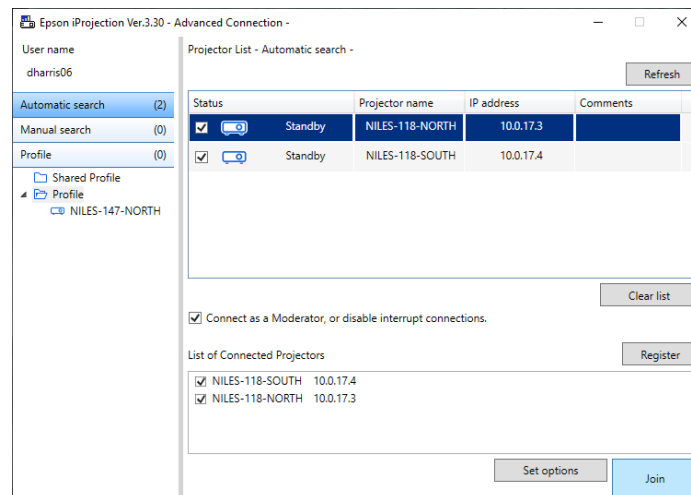 Epson iProjection Ver.3.30 - Advanced Connection -
User name
dharris06
Automatic search (2)
Manual search (0)
Profile (0)
Shared Profile
Profile
NILES-147-NORTH
Projector List - Automatic search -
Refresh
Status Projector name IP address Comments
Standby NILES-118-NORTH 10.0.17.3
Standby NILES-118-SOUTH 10.0.17.4
Clear list
Connect as a Moderator, or disable interrupt connections.
List of Connected Projectors
Register
NILES-118-SOUTH 10.0.17.4
NILES-118-NORTH 10.0.17.3
Set options
Join